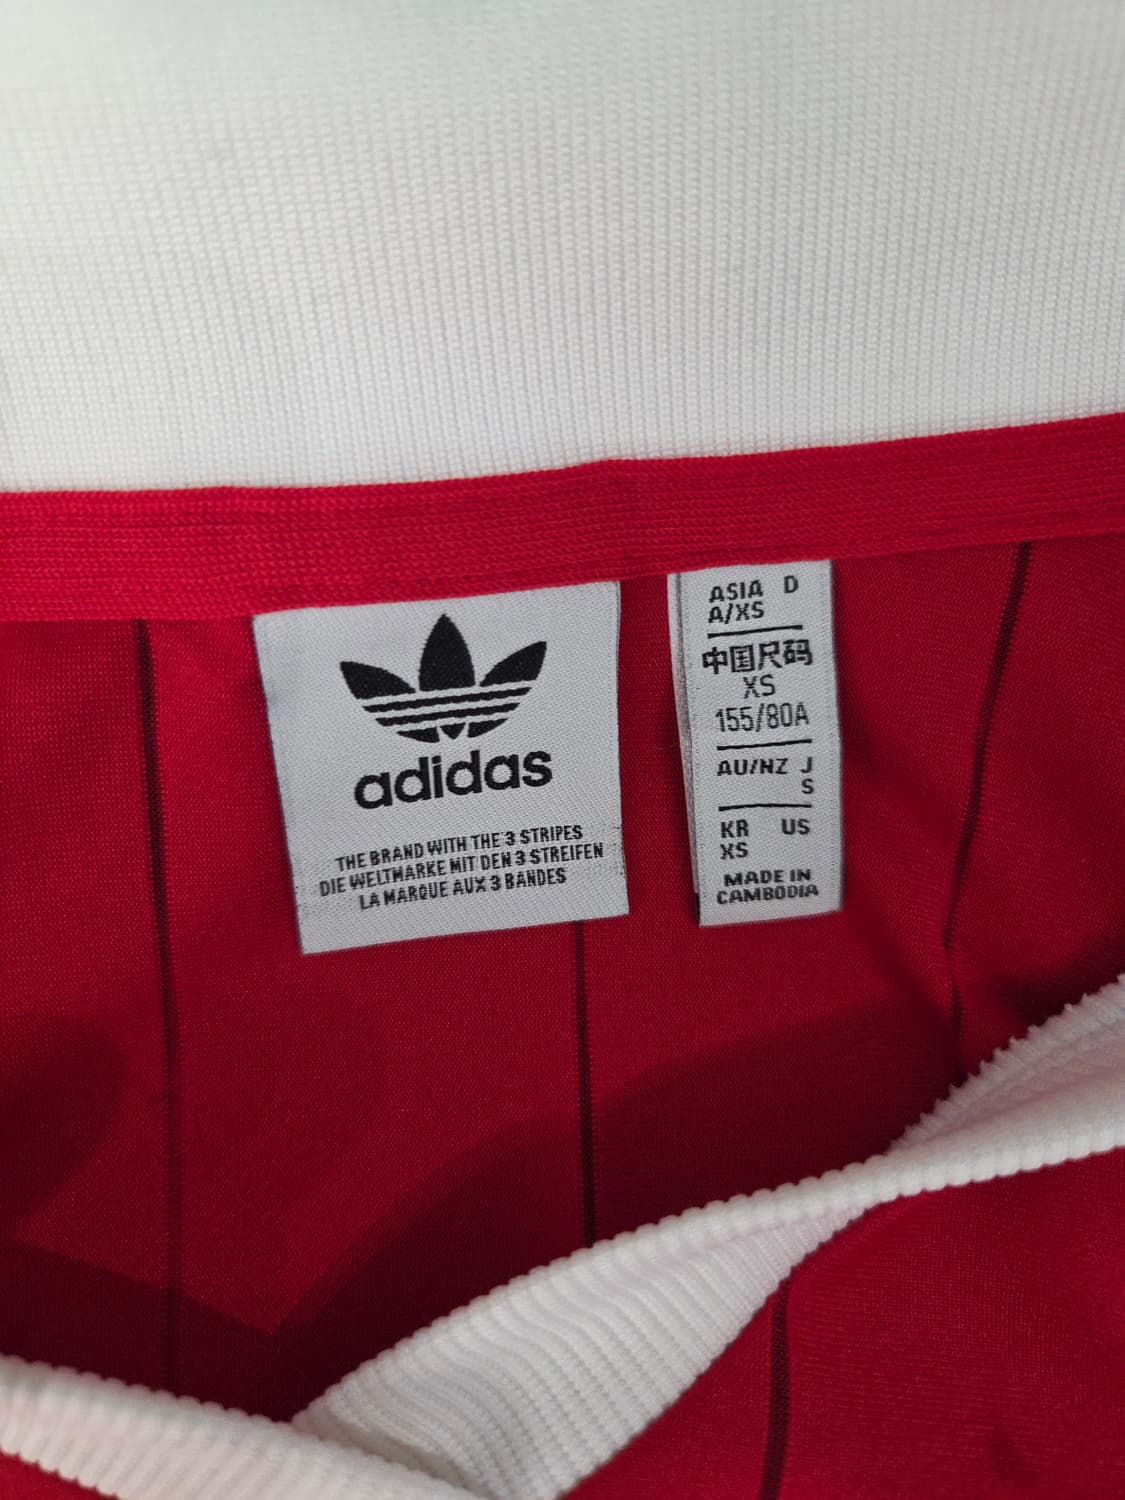 adidas
THE BRAND WITH THE 3 STRIPES
DIE WELTMARKE MIT DEN 3 STREIFEN
LA MARQUE AUX 3 BANDES
ASIA D
A/XS
中国尺码
XS
155/80A
AU/NZ J
S
KR US
XS
MADE IN
CAMBODIA